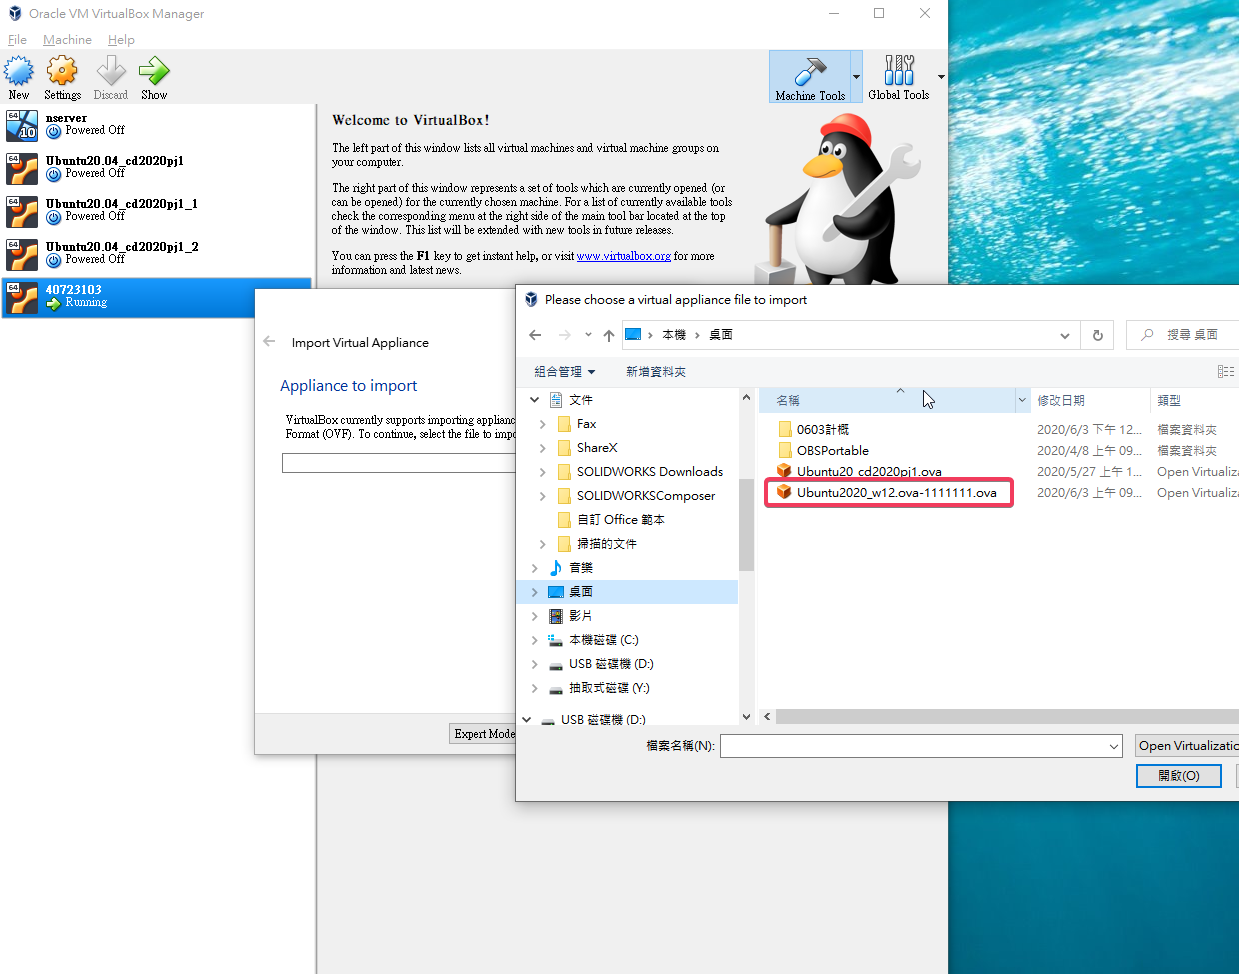 Oracle VM VirtualBox Manager
File Machine Help
New Settings Discard Show
Machine Tools Global Tools
64 10 nserver
Powered Off
64 Ubuntu20.04_cd2020pj1
Powered Off
64 Ubuntu20.04_cd2020pj1_1
Powered Off
64 Ubuntu20.04_cd2020pj1_2
Powered Off
64 40723103
Running
Welcome to VirtualBox!
The left part of this window lists all virtual machines and virtual machine groups on
your computer.
The right part of this window represents a set of tools which are currently opened (or
can be opened) for the currently chosen machine. For a list of currently available tools
check the corresponding menu at the right side of the main tool bar located at the top
of the window. This list will be extended with new tools in future releases.
You can press the F1 key to get instant help, or visit www.virtualbox.org for more
information and latest news.
Import Virtual Appliance
Appliance to import
VirtualBox currently supports importing applianc
Format (OVF). To continue, select the file to impo
Expert Mode
Please choose a virtual appliance file to import
本機 桌面
搜尋 桌面
組合管理 新增資料夾
文件
Fax
ShareX
SOLIDWORKS Downloads
SOLIDWORKSComposer
自訂 Office 範本
掃描的文件
音樂
桌面
影片
本機磁碟 (C:)
USB 磁碟機 (D:)
抽取式磁碟 (Y:)
USB 磁碟機 (D:)
名稱 修改日期 類型
0603計概 2020/6/3 下午 12... 檔案資料夾
OBSPortable 2020/4/8 上午 09... 檔案資料夾
Ubuntu20_cd2020pj1.ova 2020/5/27 上午 1... Open Virtualiza
Ubuntu2020_w12.ova-1111111.ova 2020/6/3 上午 09... Open Virtualiza
檔案名稱(N):
Open Virtualizatio
開啟(O)